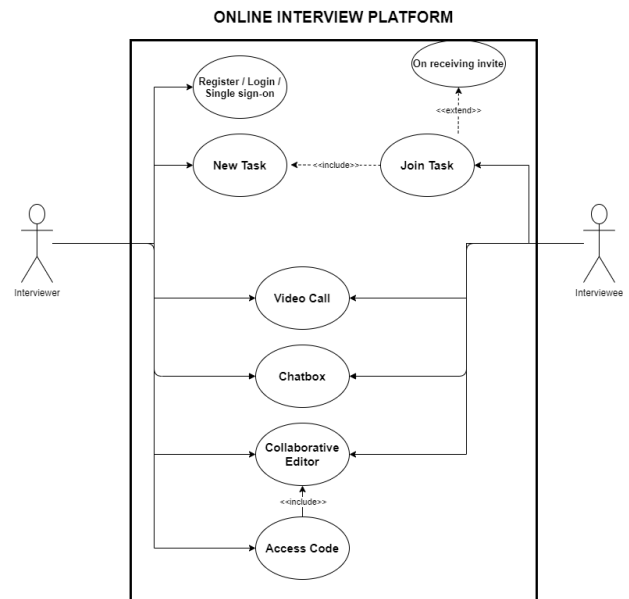 ONLINE INTERVIEW PLATFORM
On receiving invite
Register / Login /
Single sign-on
<<extend>>
New Task
<<include>>
Join Task
Interviewer
Interviewee
Video Call
Chatbox
Collaborative
Editor
<<include>>
Access Code